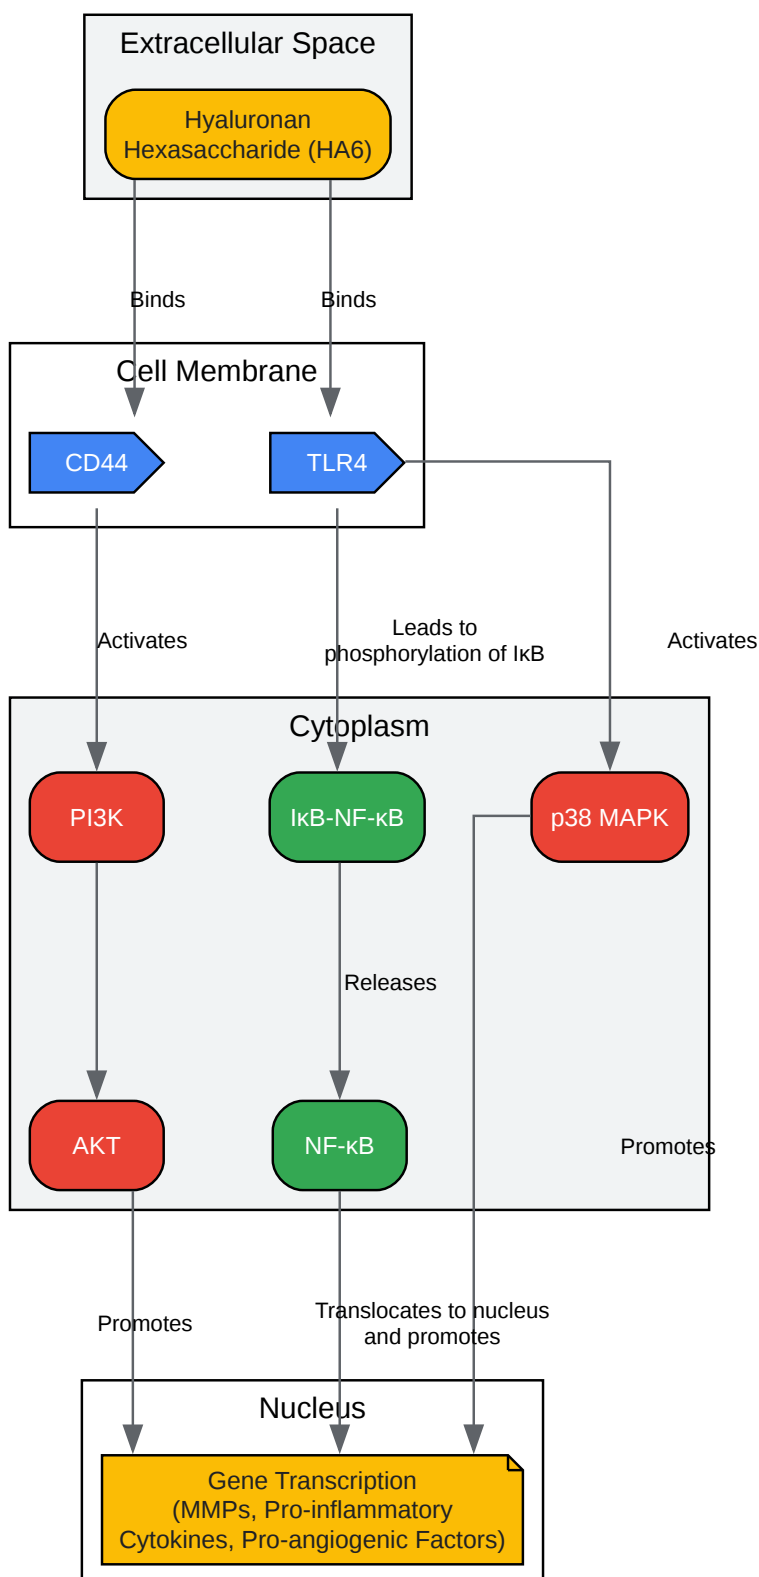 Extracellular Space
Hyaluronan
Hexasaccharide (HA6)
Binds
Binds
Cell Membrane
CD44
TLR4
Activates
Leads to
phosphorylation of IκB
Activates
Cytoplasm
PI3K
IκB-NF-κB
p38 MAPK
Releases
AKT
NF-κB
Promotes
Promotes
Translocates to nucleus
and promotes
Nucleus
Gene Transcription
(MMPs, Pro-inflammatory
Cytokines, Pro-angiogenic Factors)